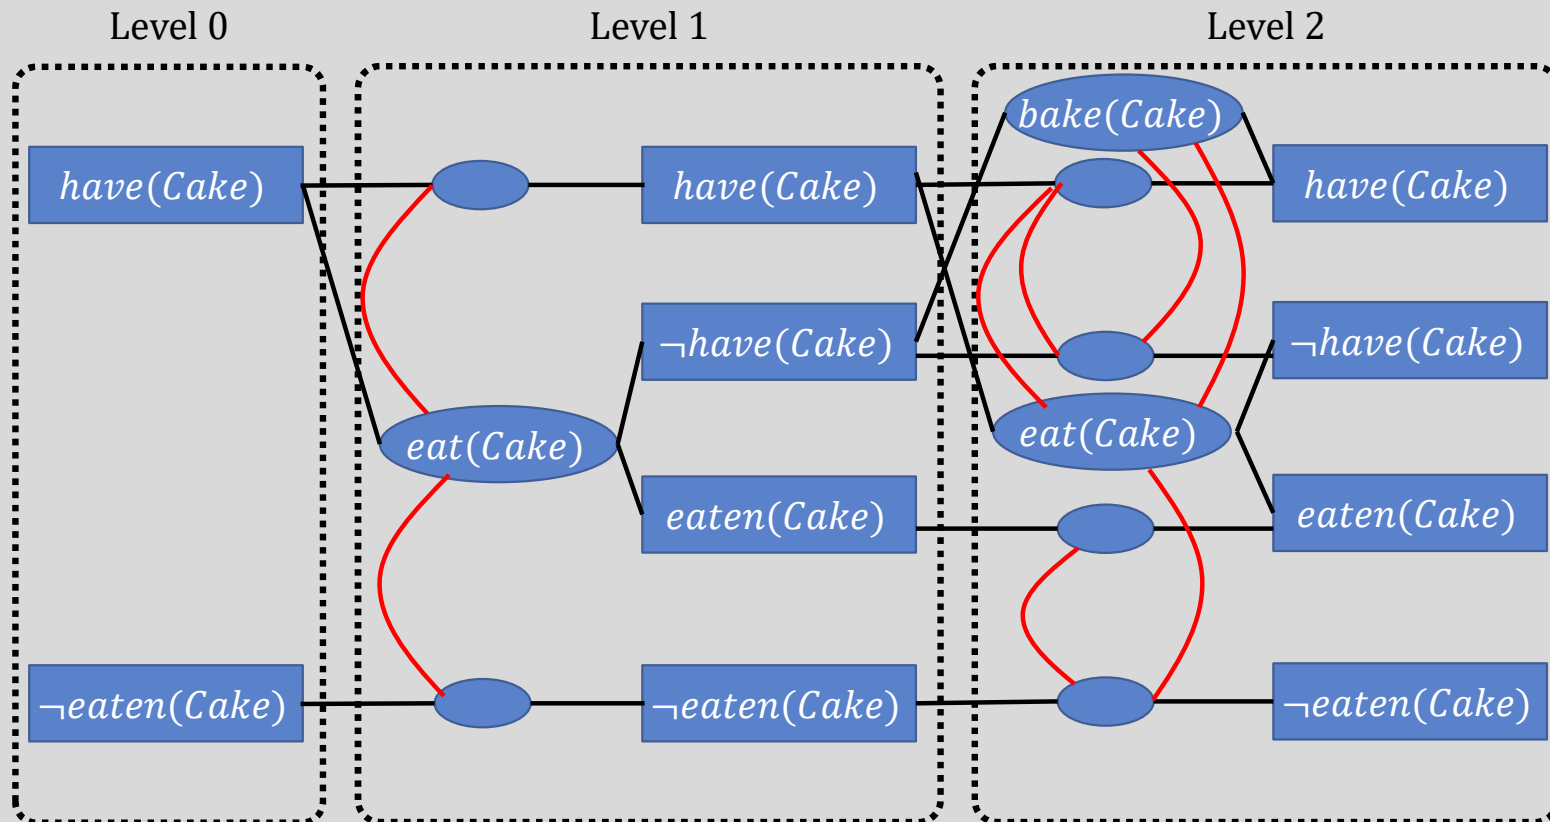 Level 0
Level 1
Level 2
bake(Cake)
have(Cake)
have(Cake)
have(Cake)
¬have(Cake)
¬have(Cake)
eat(Cake)
eat(Cake)
eaten(Cake)
eaten(Cake)
¬eaten(Cake)
¬eaten(Cake)
¬eaten(Cake)